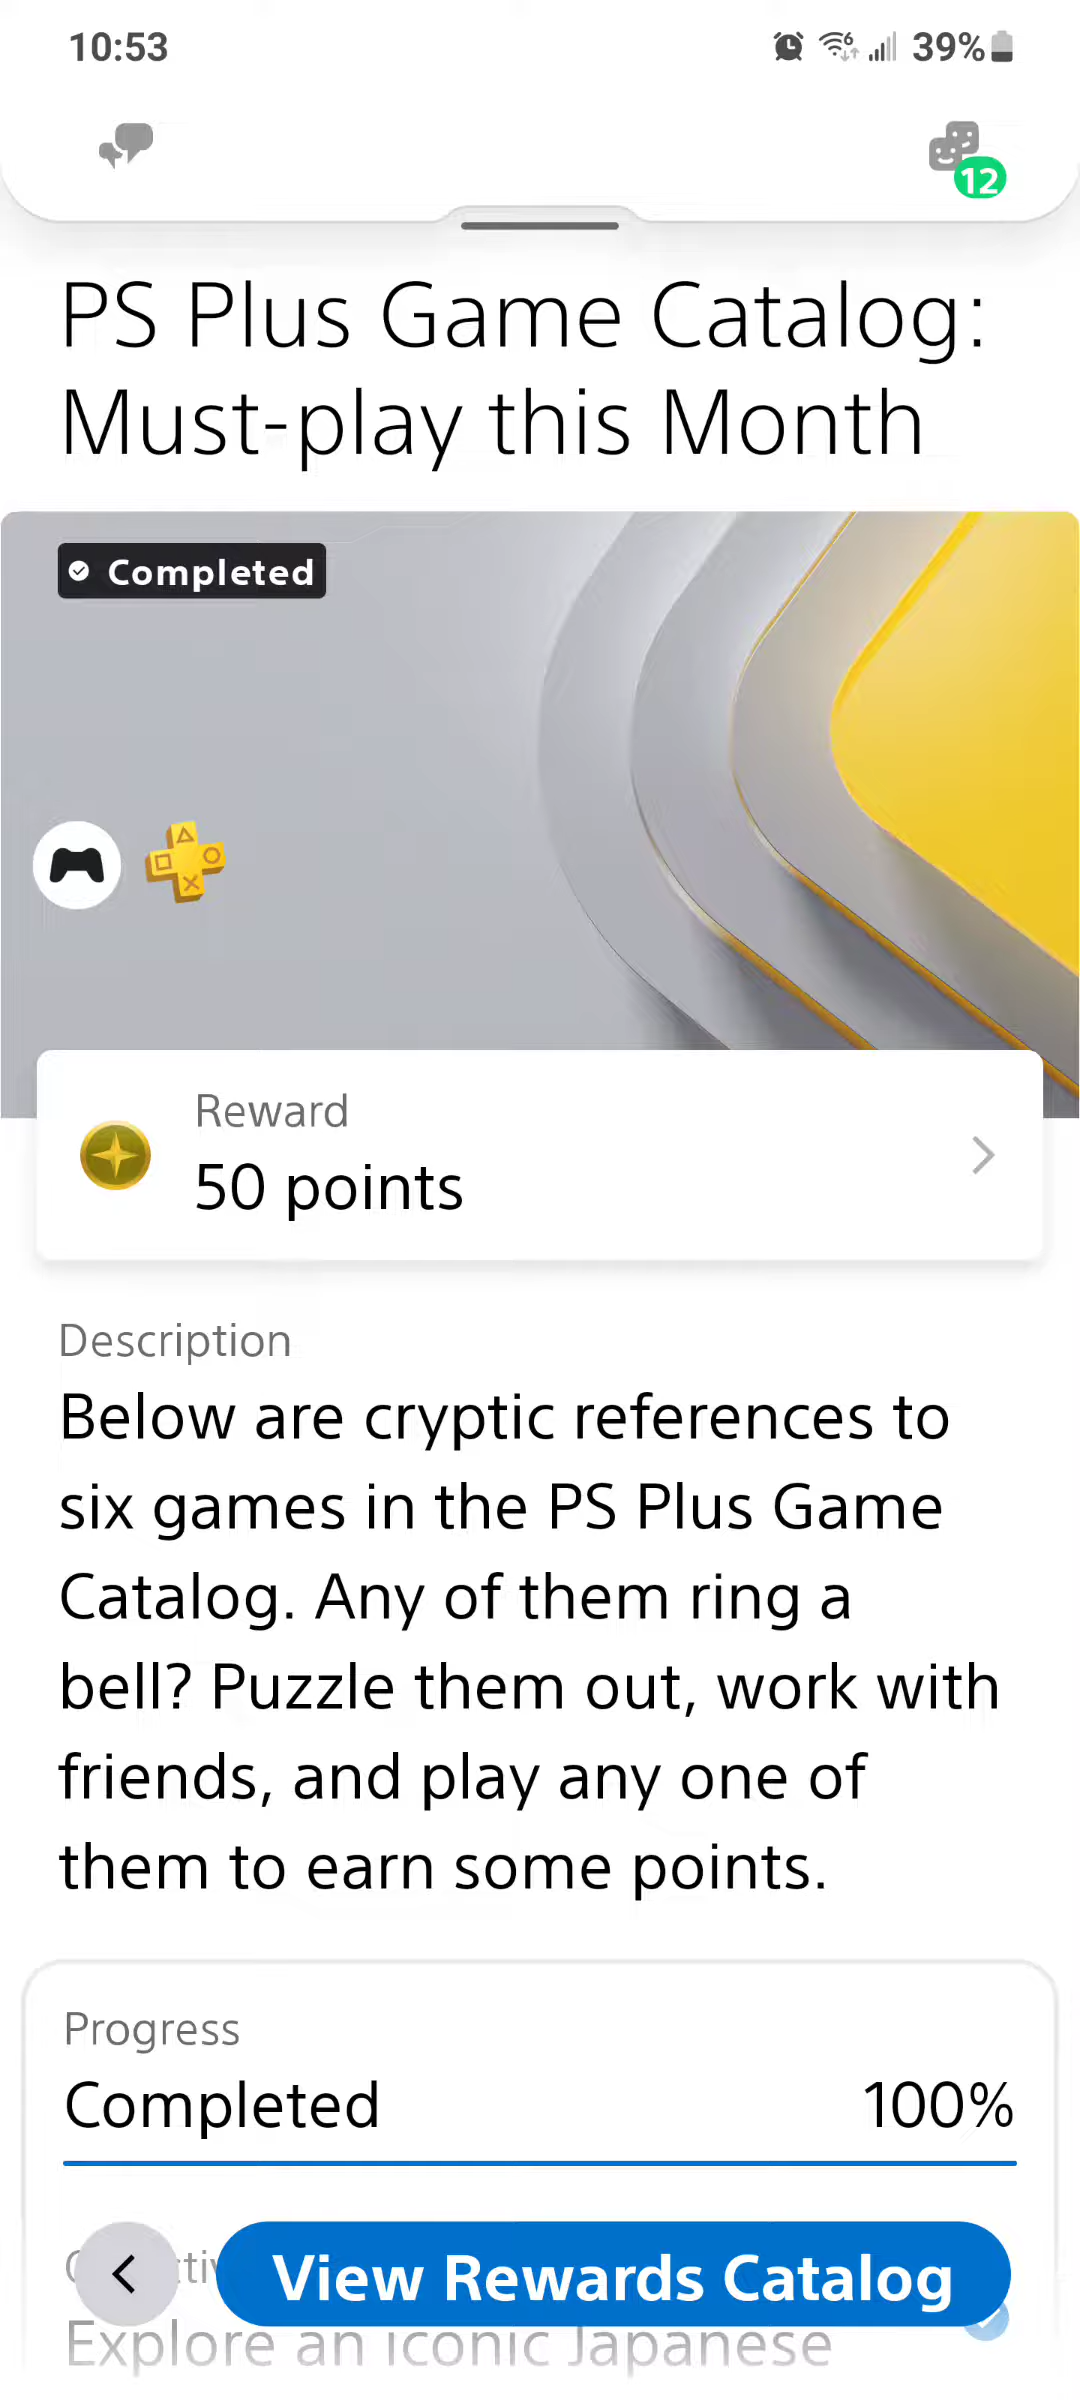 10:53
6
39%
12
PS Plus Game Catalog:
Must-play this Month
Completed
Reward
50 points
Description
Below are cryptic references to
six games in the PS Plus Game
Catalog. Any of them ring a
bell? Puzzle them out, work with
friends, and play any one of
them to earn some points.
Progress
Completed 100%
View Rewards Catalog
Explore an iconic Japanese